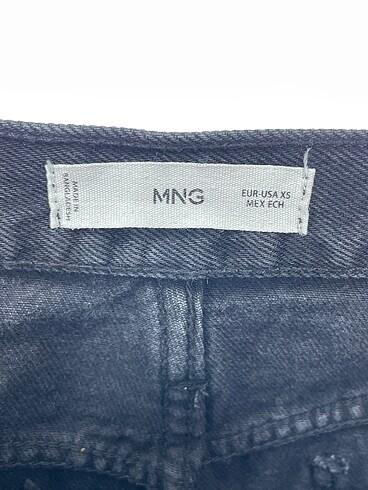 MADE IN
BANGLADESH
MNG
EUR-USA XS
MEX ECH